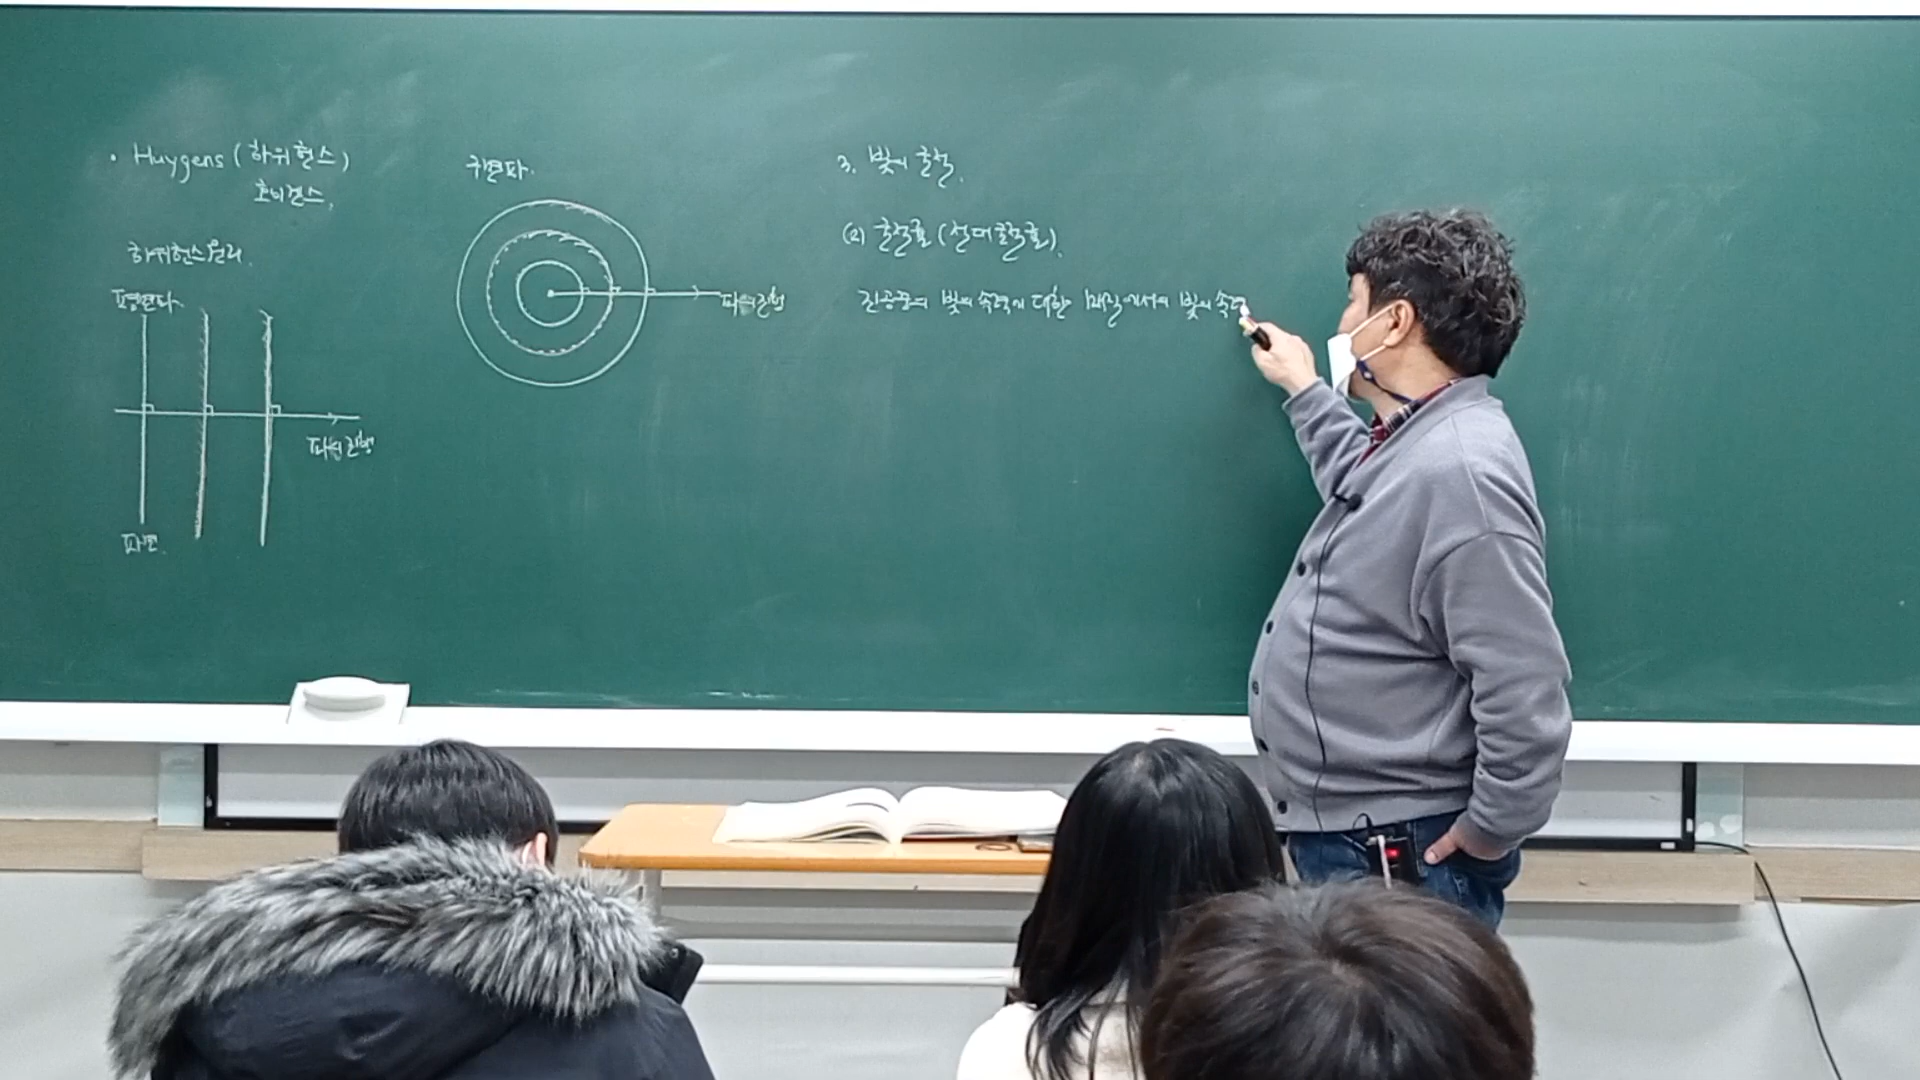 • Huygens (하위헌스)
호이겐스,
하위헌스 원리.
평면파.
파의 진행
파면.
구면파.
파의 진행
3. 빛의 굴절.
(2) 굴절률 (절대굴절률).
진공중의 빛의 속력에 대한 매질에서의 빛의 속력